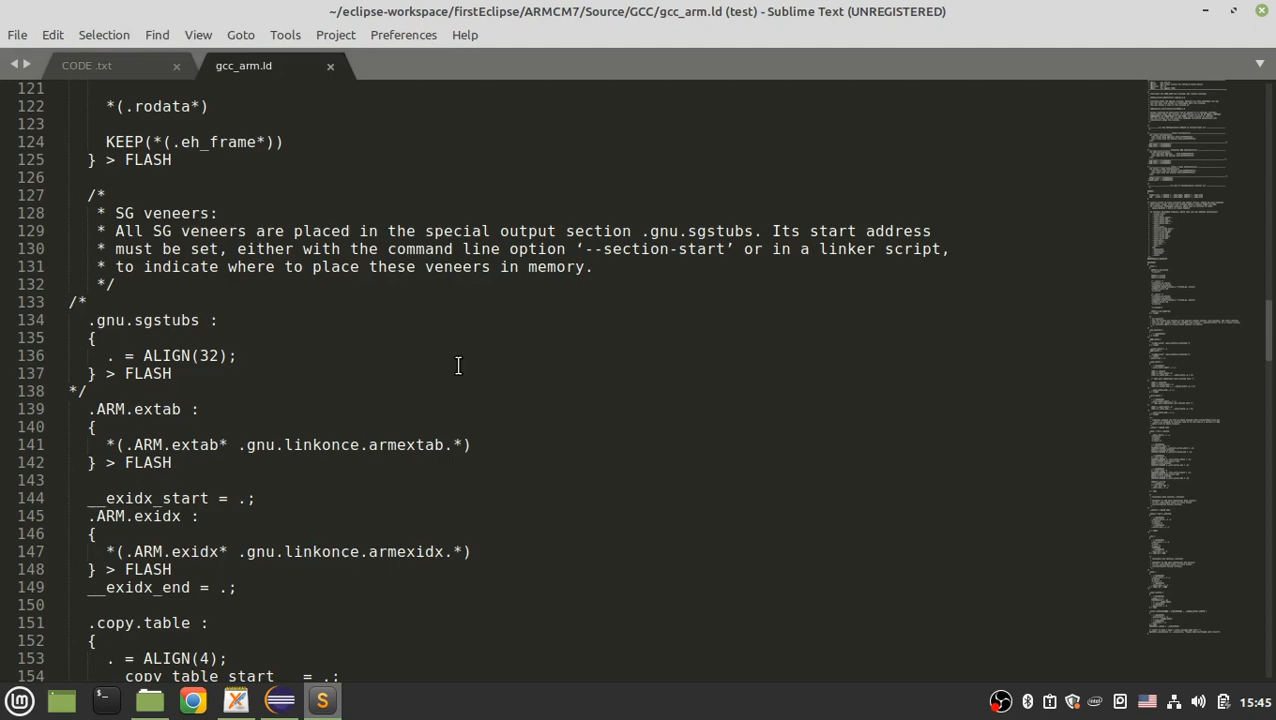 ~/eclipse-workspace/firstEclipse/ARMCM7/Source/GCC/gcc_arm.ld (test) - Sublime Text (UNREGISTERED)
File Edit Selection Find View Goto Tools Project Preferences Help
CODE .txt gcc_arm.ld
121
122 *(.rodata*)
123
124 KEEP(*(.eh_frame*))
125 } > FLASH
126
127 /*
128 * SG veneers:
129 * All SG veneers are placed in the special output section .gnu.sgstubs. Its start address
130 * must be set, either with the command line option ‘--section-start’ or in a linker script,
131 * to indicate where to place these veneers in memory.
132 */
133 /*
134 .gnu.sgstubs :
135 {
136 . = ALIGN(32);
137 } > FLASH
138 */
139 .ARM.extab :
140 {
141 *(.ARM.extab* .gnu.linkonce.armextab.*)
142 } > FLASH
143
144 __exidx_start = .;
145 .ARM.exidx :
146 {
147 *(.ARM.exidx* .gnu.linkonce.armexidx.*)
148 } > FLASH
149 __exidx_end = .;
150
151 .copy.table :
152 {
153 . = ALIGN(4);
154 __copy_table_start__ = .;
15:45